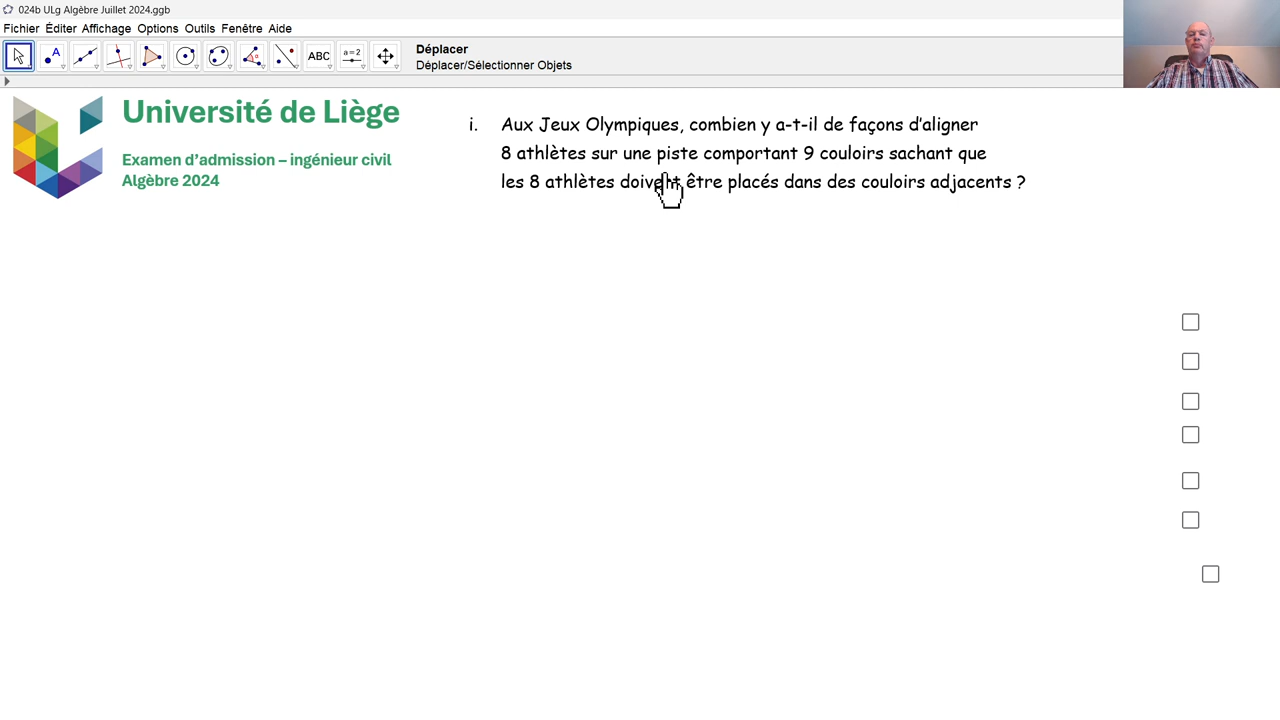 024b ULg Algèbre Juillet 2024.ggb
Fichier Éditer Affichage Options Outils Fenêtre Aide
A
ABC
a=2
Déplacer
Déplacer/Sélectionner Objets
Université de Liège
Examen d'admission – ingénieur civil
Algèbre 2024
i. Aux Jeux Olympiques, combien y a-t-il de façons d'aligner
8 athlètes sur une piste comportant 9 couloirs sachant que
les 8 athlètes doivent être placés dans des couloirs adjacents ?